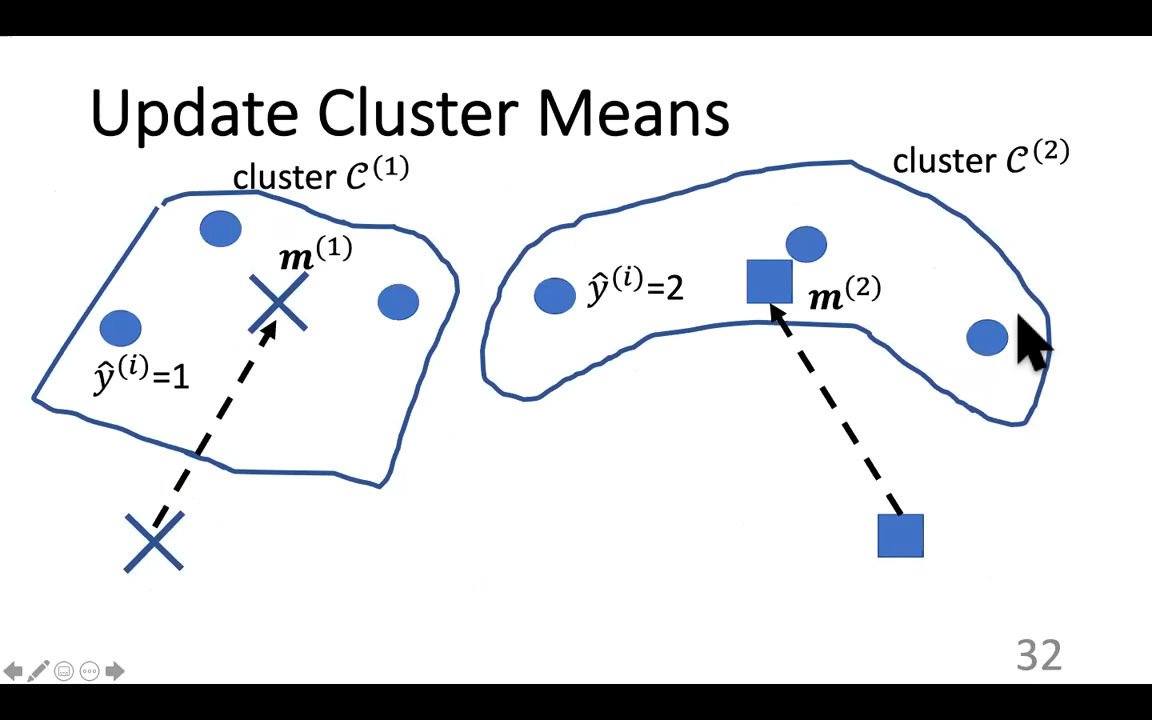 Update Cluster Means
cluster 𝒞^(1)
cluster 𝒞^(2)
𝒎^(1)
ŷ^(i)=2
𝒎^(2)
ŷ^(i)=1
32